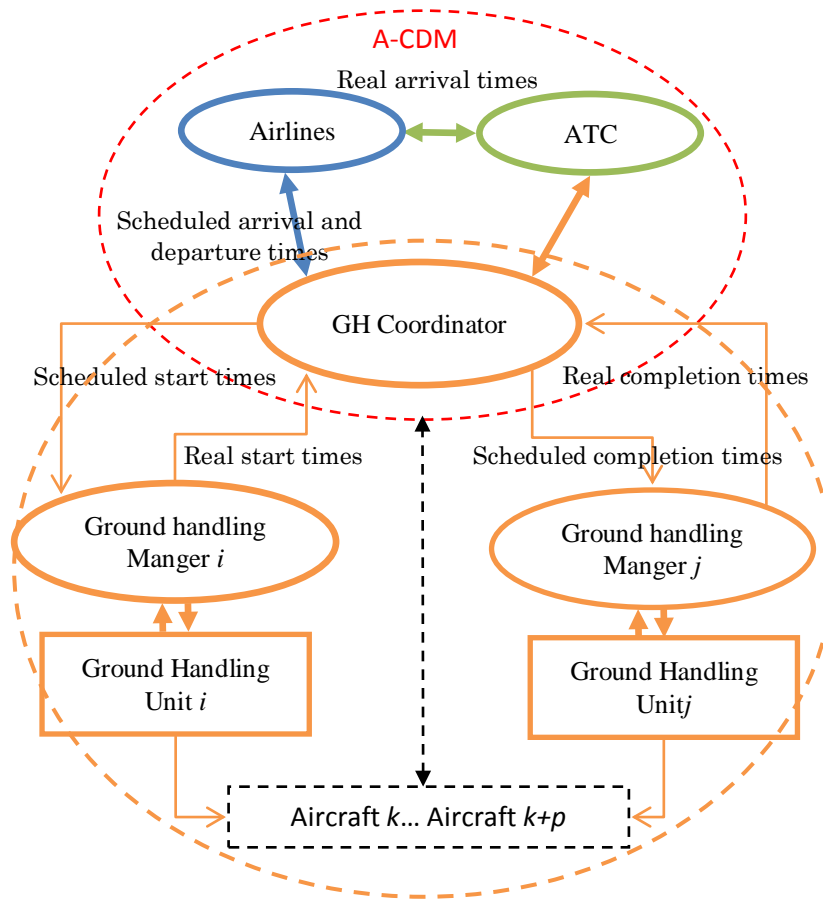 A-CDM
Real arrival times
Airlines
ATC
Scheduled arrival and
departure times
GH Coordinator
Scheduled start times
Real completion times
Real start times
Scheduled completion times
Ground handling
Manger i
Ground handling
Manger j
Ground Handling
Unit i
Ground Handling
Unitj
Aircraft k... Aircraft k+p